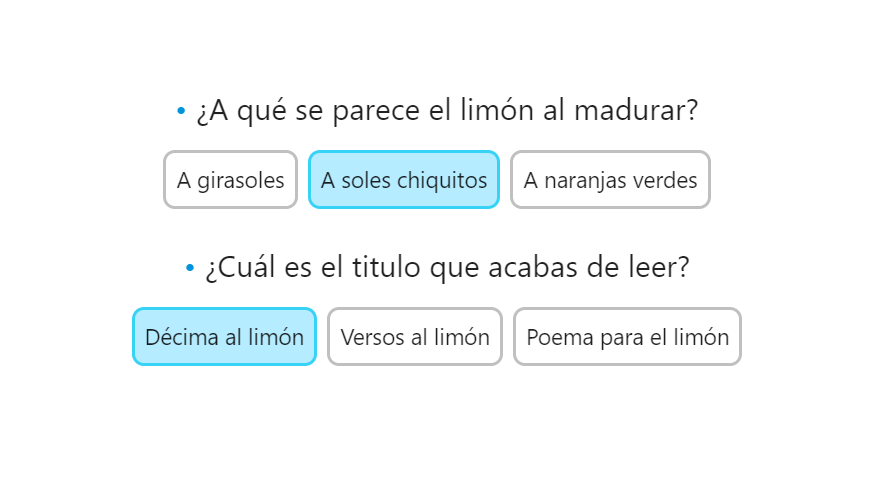 • ¿A qué se parece el limón al madurar?
A girasoles A soles chiquitos A naranjas verdes
• ¿Cuál es el titulo que acabas de leer?
Décima al limón Versos al limón Poema para el limón